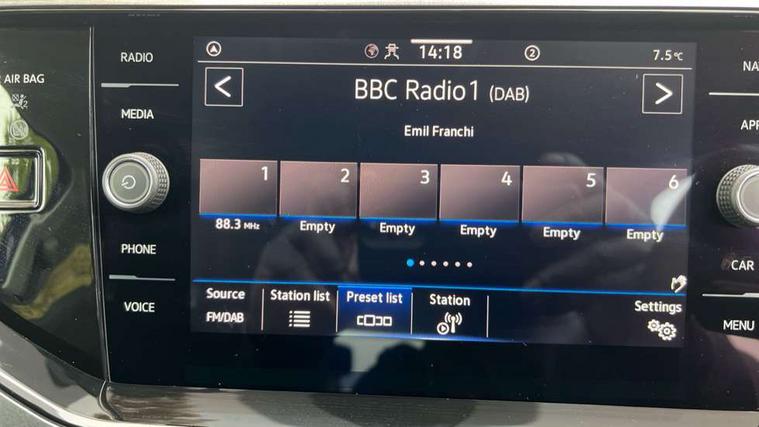 AIR BAG
RADIO
MEDIA
PHONE
VOICE
14:18
2
7.5 °C
<
BBC Radio 1 (DAB)
>
Emil Franchi
1 2 3 4 5 6
88.3 MHz Empty Empty Empty Empty Empty
Source Station list Preset list Station Settings
FM/DAB
NA
APP
CAR
MENU